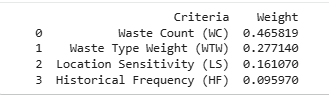 Criteria Weight
0 Waste Count (WC) 0.465819
1 Waste Type Weight (WTW) 0.277140
2 Location Sensitivity (LS) 0.161070
3 Historical Frequency (HF) 0.095970